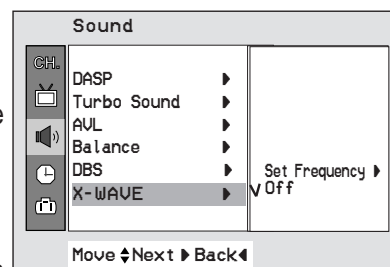 Sound
CH.
DASP
Turbo Sound
AVL
Balance
DBS
X-WAVE
Set Frequency
Off
Move Next Back